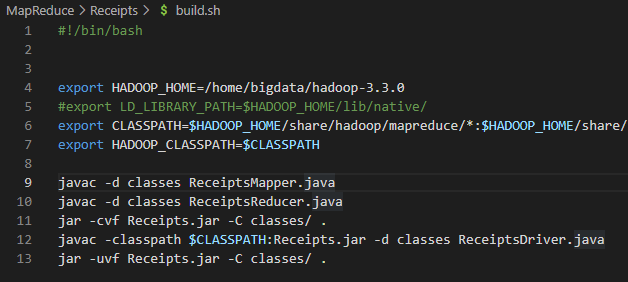 MapReduce > Receipts > $ build.sh
1 #!/bin/bash
2
3
4 export HADOOP_HOME=/home/bigdata/hadoop-3.3.0
5 #export LD_LIBRARY_PATH=$HADOOP_HOME/lib/native/
6 export CLASSPATH=$HADOOP_HOME/share/hadoop/mapreduce/*:$HADOOP_HOME/share/
7 export HADOOP_CLASSPATH=$CLASSPATH
8
9 javac -d classes ReceiptsMapper.java
10 javac -d classes ReceiptsReducer.java
11 jar -cvf Receipts.jar -C classes/ .
12 javac -classpath $CLASSPATH:Receipts.jar -d classes ReceiptsDriver.java
13 jar -uvf Receipts.jar -C classes/ .